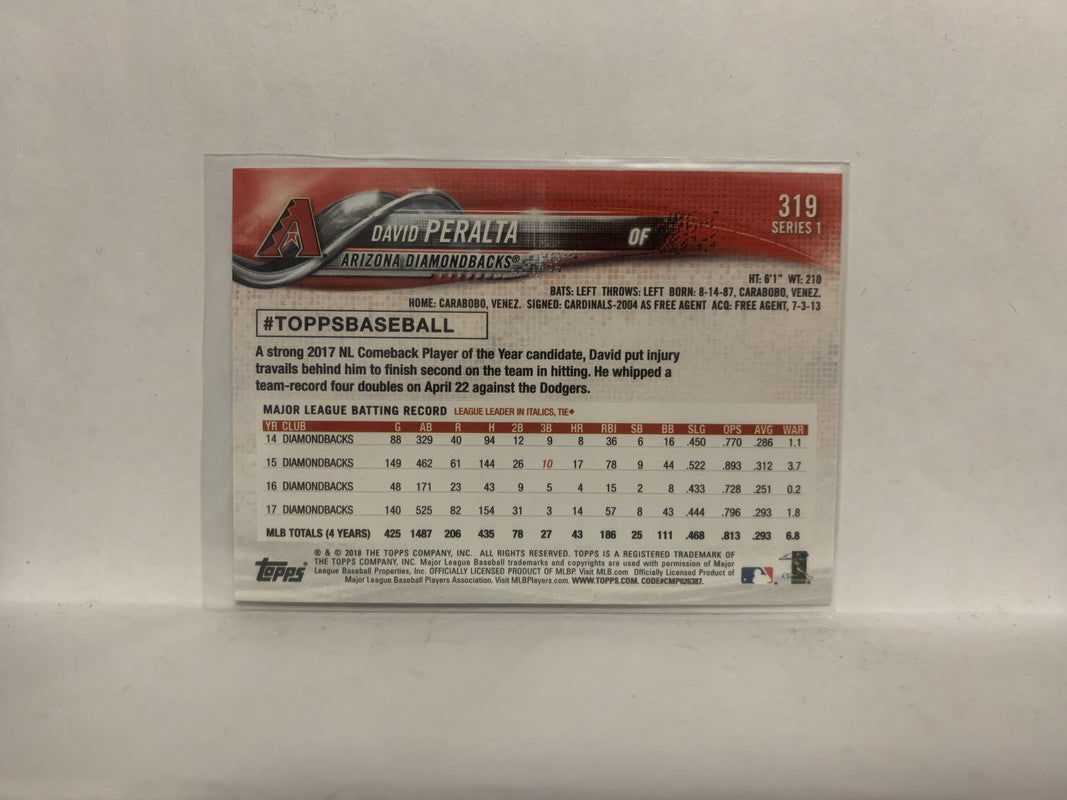 319
SERIES 1
DAVID PERALTA OF
ARIZONA DIAMONDBACKS®
HT: 6'1" WT: 210
BATS: LEFT THROWS: LEFT BORN: 8-14-87, CARABOBO, VENEZ.
HOME: CARABOBO, VENEZ. SIGNED: CARDINALS-2004 AS FREE AGENT ACQ: FREE AGENT, 7-3-13
#TOPPSBASEBALL
A strong 2017 NL Comeback Player of the Year candidate, David put injury
travails behind him to finish second on the team in hitting. He whipped a
team-record four doubles on April 22 against the Dodgers.
MAJOR LEAGUE BATTING RECORD LEAGUE LEADER IN ITALICS, TIE♦
YR CLUB G AB R H 2B 3B HR RBI SB BB SLG OPS AVG WAR
14 DIAMONDBACKS 88 329 40 94 12 9 8 36 6 16 .450 .770 .286 1.1
15 DIAMONDBACKS 149 462 61 144 26 10 17 78 9 44 .522 .893 .312 3.7
16 DIAMONDBACKS 48 171 23 43 9 5 4 15 2 8 .433 .728 .251 0.2
17 DIAMONDBACKS 140 525 82 154 31 3 14 57 8 43 .444 .796 .293 1.8
MLB TOTALS (4 YEARS) 425 1487 206 435 78 27 43 186 25 111 .468 .813 .293 6.8
topps
® & © 2018 THE TOPPS COMPANY, INC. ALL RIGHTS RESERVED. TOPPS IS A REGISTERED TRADEMARK OF
THE TOPPS COMPANY, INC. Major League Baseball trademarks and copyrights are used with permission of Major
League Baseball Properties, Inc. OFFICIALLY LICENSED PRODUCT OF MLBP. Visit MLB.com Officially Licensed Product of
Major League Baseball Players Association. Visit MLBPlayers.com. WWW.TOPPS.COM. CODE#CMP026387.